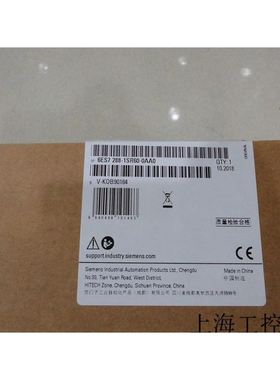 6ES7 288-1SR60-0AA0
QTY: 1
10.2018
V-KOB90164
质量检验合格
support.industry.siemens.com
Made in China
中国制造
Siemens Industrial Automation Products Ltd., Chengdu
No.99, Tian Yuan Road, West District,
HITECH Zone, Chengdu, Sichuan Province, China
上海工控